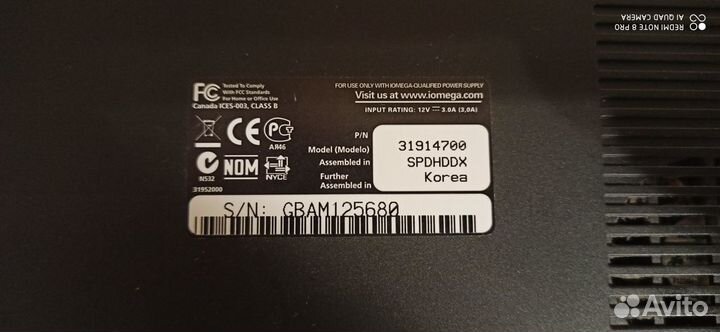 REDMI NOTE 8 PRO
AI QUAD CAMERA
FC Tested To Comply
With FCC Standards
For Home or Office Use
Canada ICES-003, CLASS B
FOR USE ONLY WITH IOMEGA-QUALIFIED POWER SUPPLY
Visit us at www.iomega.com
INPUT RATING: 12V ⎓ 3.0A (3,0A)
CE
PC
АЯ46
N532
NOM
NYCE
31952000
P/N 31914700
Model (Modelo) SPDHDDX
Assembled in Korea
Further
Assembled in
S/N: GBAM125680
Avito